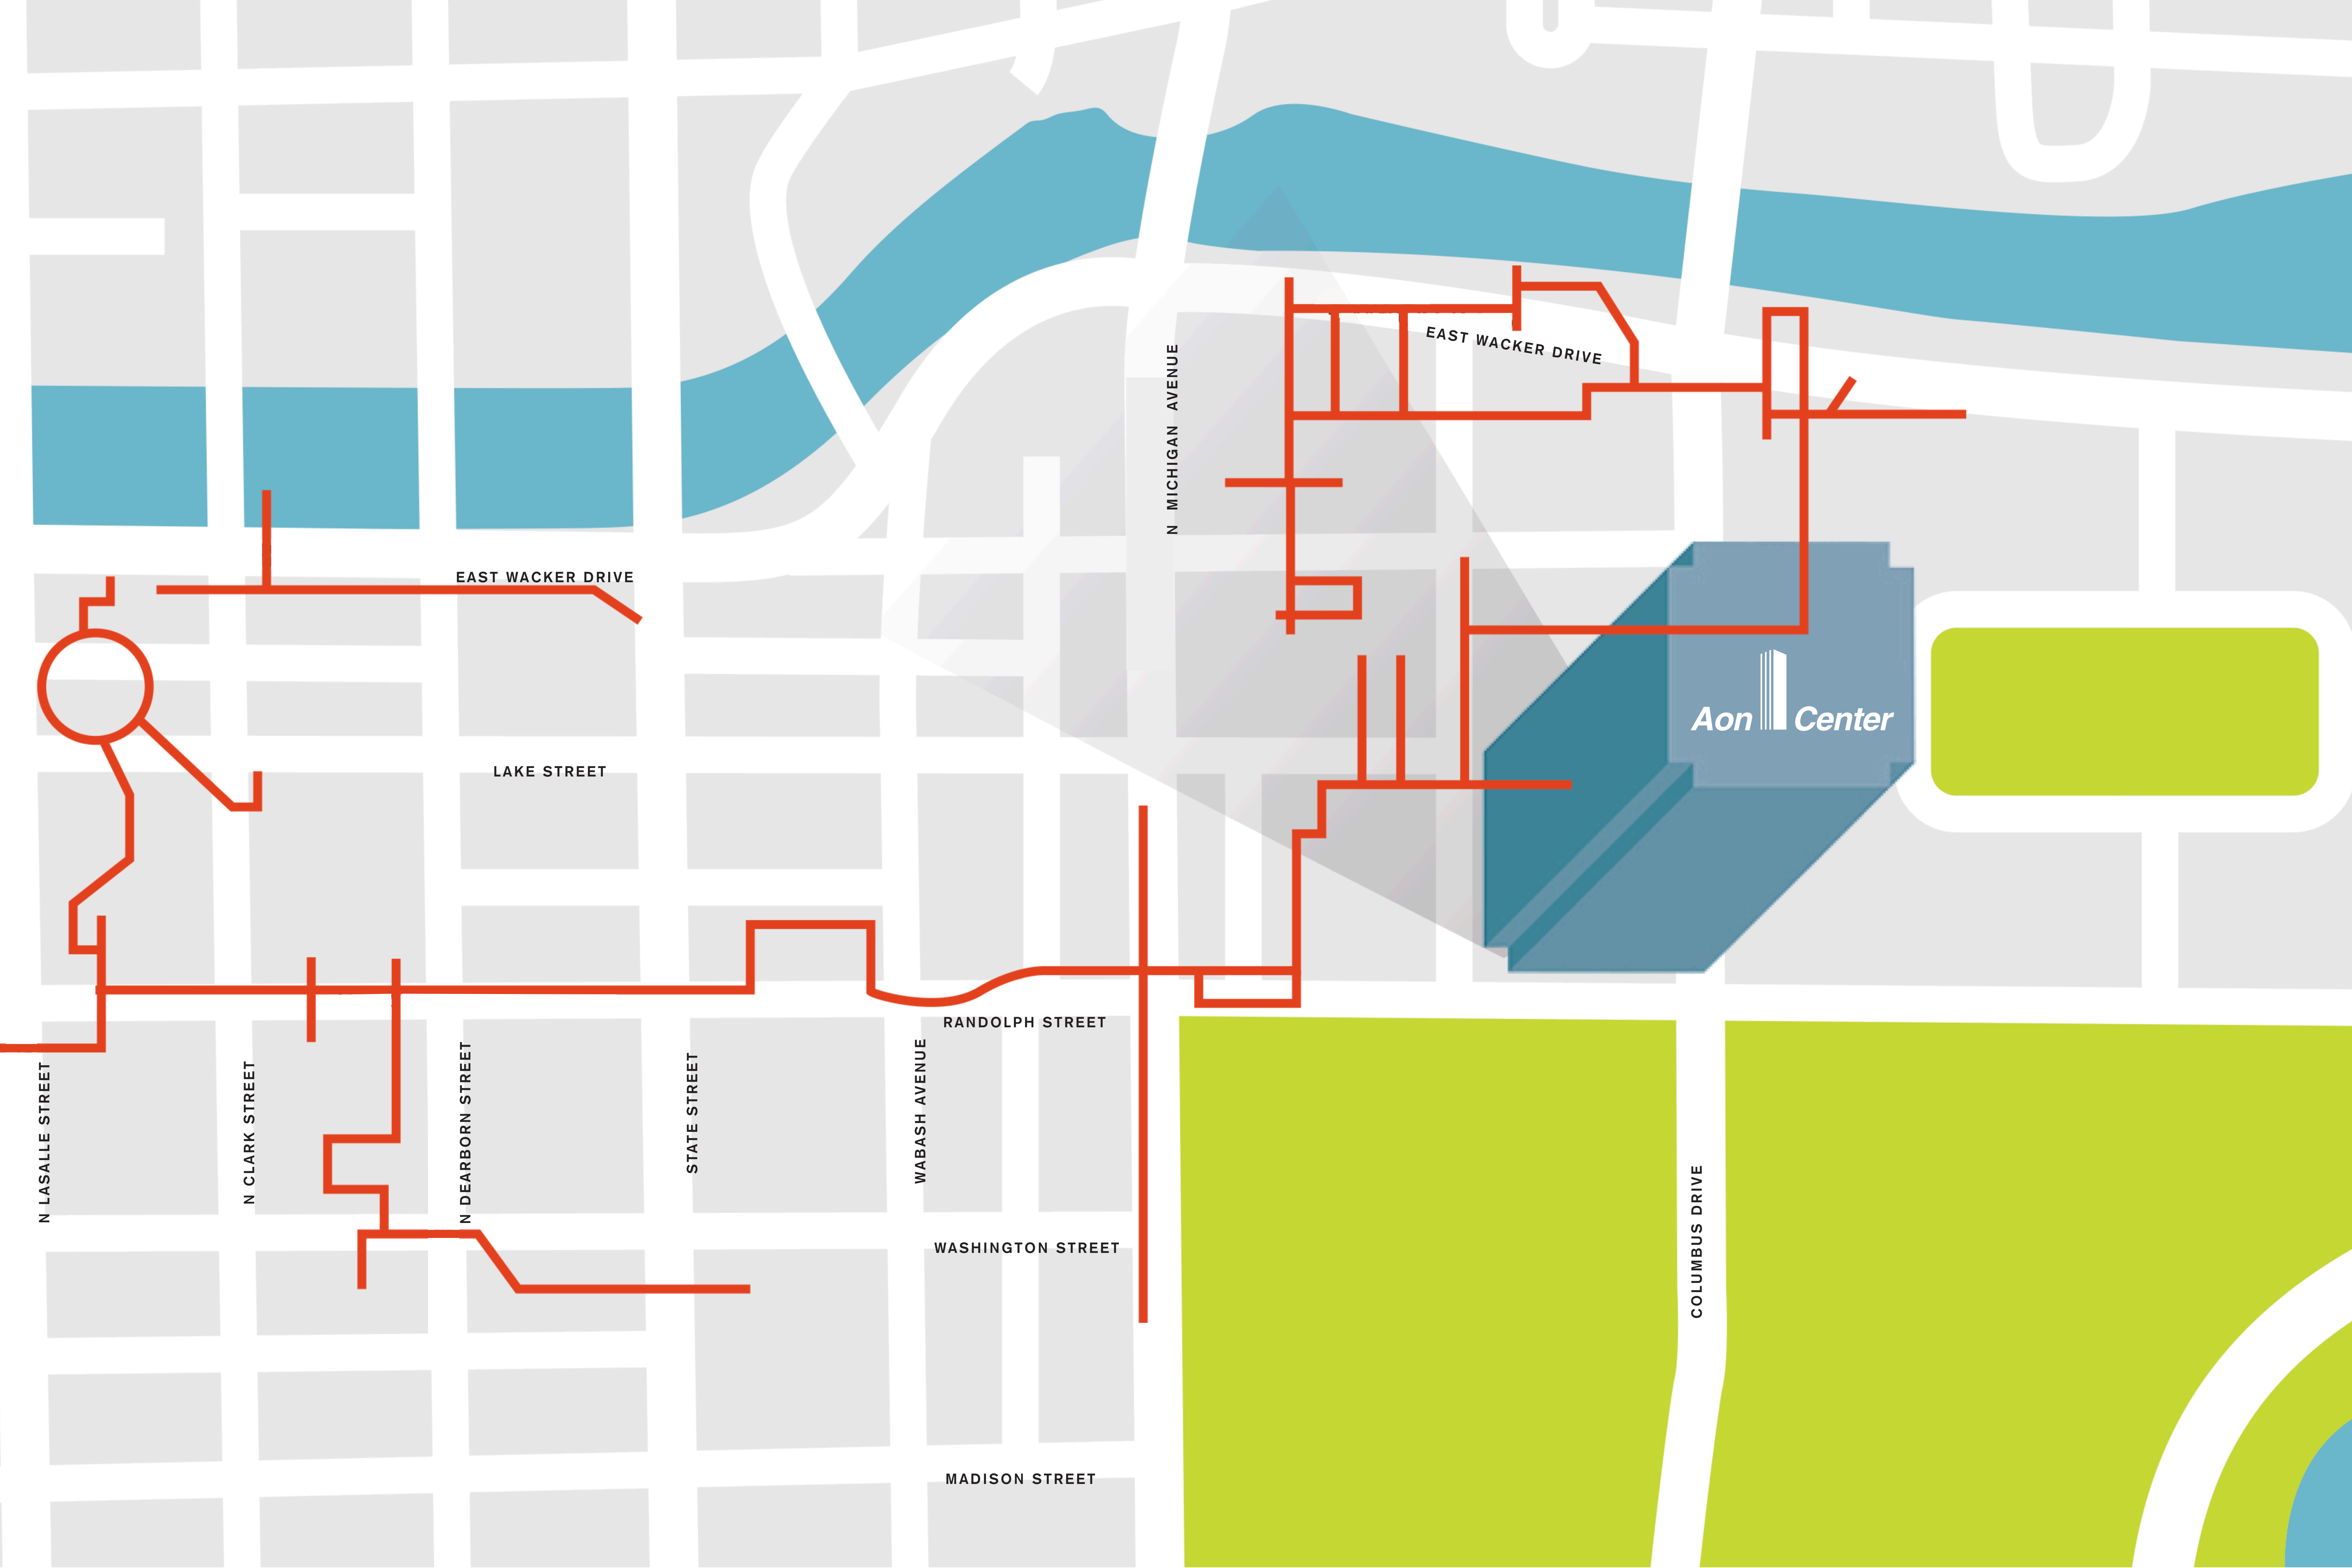 EAST WACKER DRIVE
N MICHIGAN AVENUE
EAST WACKER DRIVE
Aon Center
LAKE STREET
RANDOLPH STREET
N LASALLE STREET
N CLARK STREET
N DEARBORN STREET
STATE STREET
WABASH AVENUE
WASHINGTON STREET
COLUMBUS DRIVE
MADISON STREET